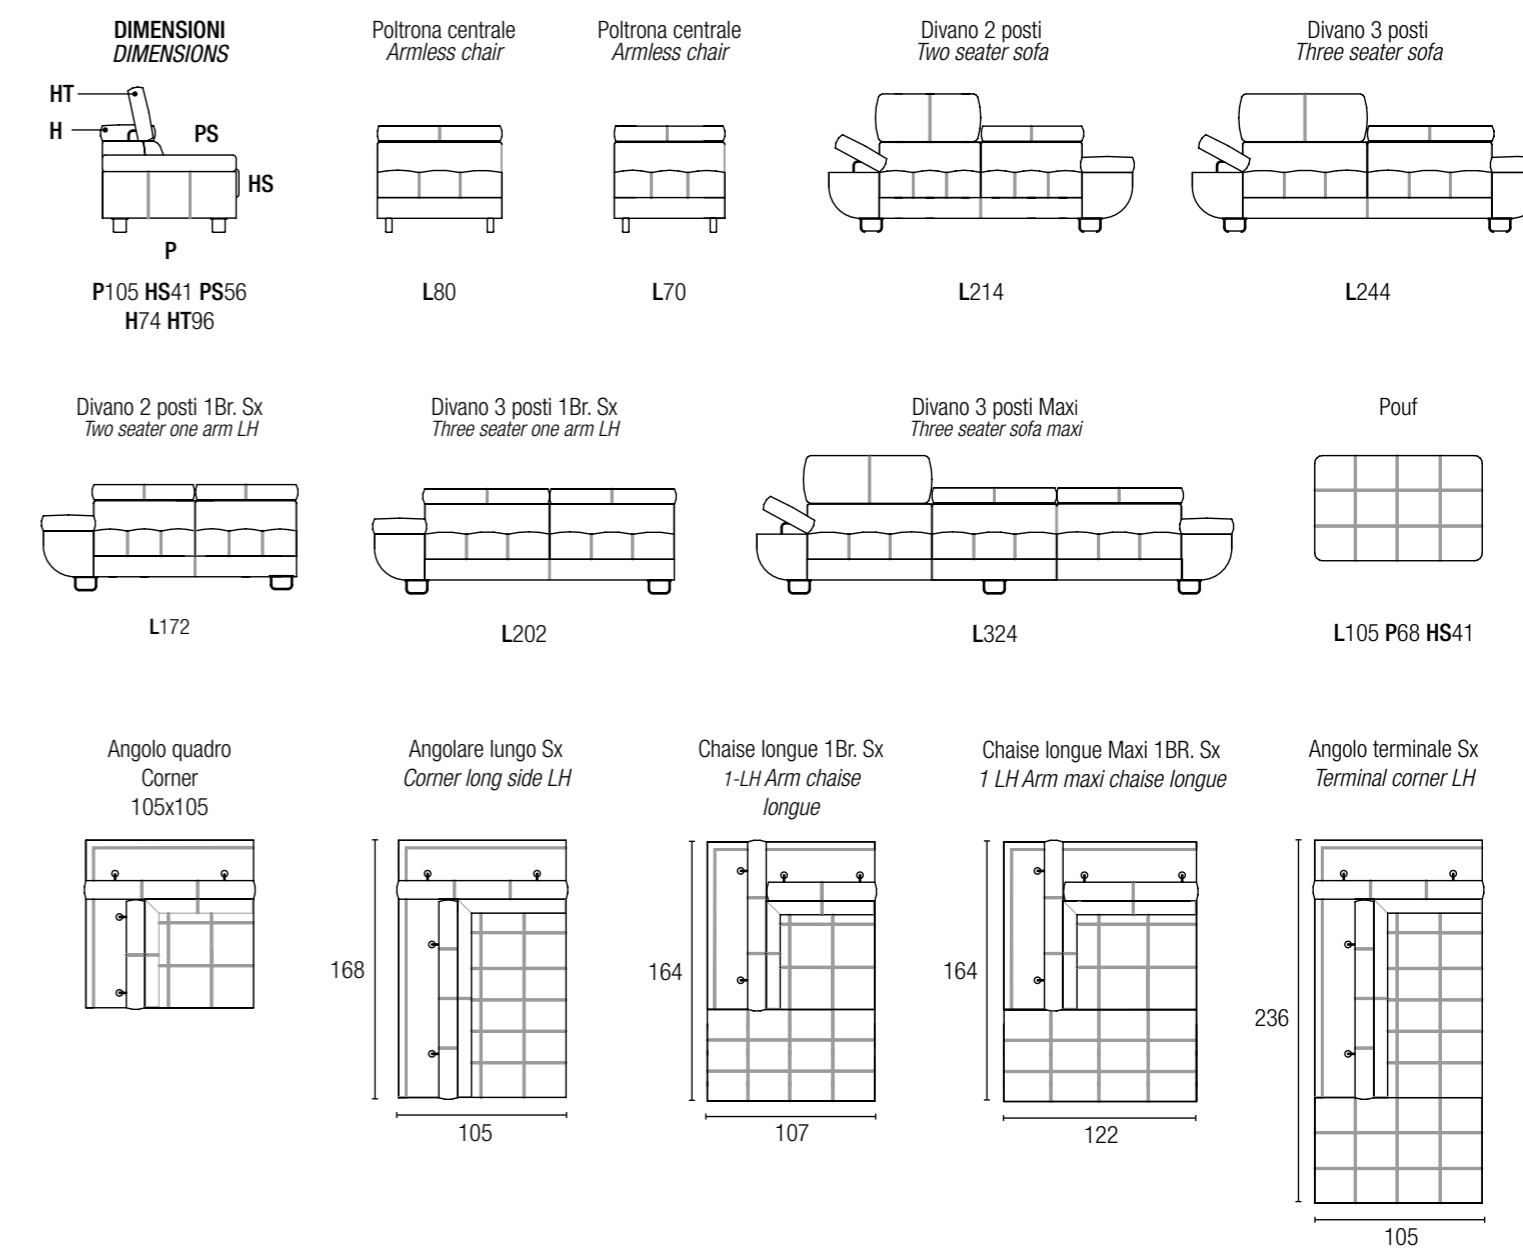 DIMENSIONI
DIMENSIONS
HT
H
PS
HS
P
P105 HS41 PS56
H74 HT96
Poltrona centrale
Armless chair
L80
Poltrona centrale
Armless chair
L70
Divano 2 posti
Two seater sofa
L214
Divano 3 posti
Three seater sofa
L244
Divano 2 posti 1Br. Sx
Two seater one arm LH
L172
Divano 3 posti 1Br. Sx
Three seater one arm LH
L202
Divano 3 posti Maxi
Three seater sofa maxi
L324
Pouf
L105 P68 HS41
Angolo quadro
Corner
105x105
Angolare lungo Sx
Corner long side LH
168
105
Chaise longue 1Br. Sx
1-LH Arm chaise
longue
164
107
Chaise longue Maxi 1BR. Sx
1 LH Arm maxi chaise longue
164
122
Angolo terminale Sx
Terminal corner LH
236
105